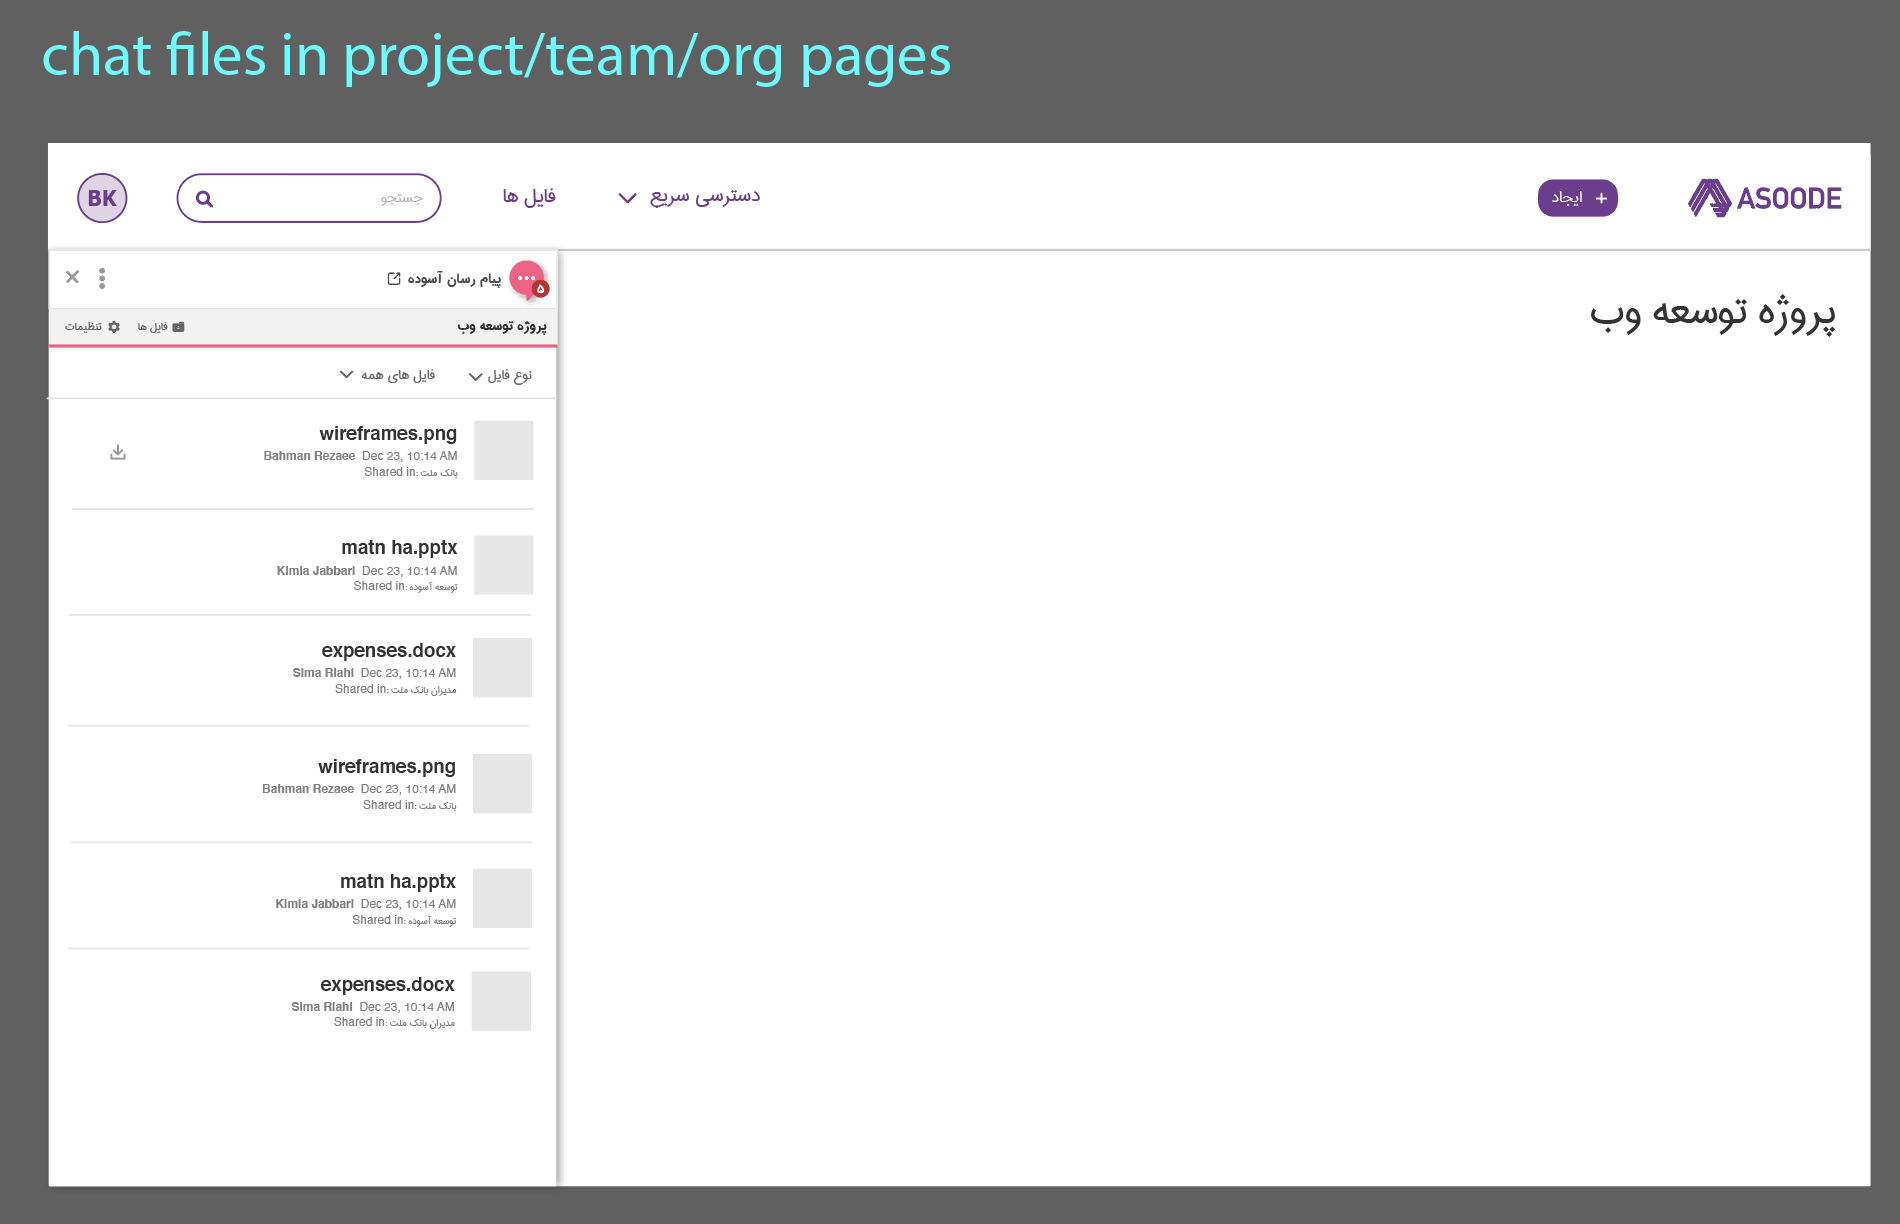 chat files in project/team/org pages
ASOODE
+ ایجاد
دسترسی سریع
فایل ها
جستجو
BK
۵
پیام رسان آسوده
پروژه توسعه وب
فایل ها
تنظیمات
نوع فایل
فایل های همه
wireframes.png
Bahman Rezaee Dec 23, 10:14 AM
Shared in: بانک ملت
matn ha.pptx
Kimia Jabbari Dec 23, 10:14 AM
Shared in: توسعه آسوده
expenses.docx
Sima Riahi Dec 23, 10:14 AM
Shared in: مدیران بانک ملت
wireframes.png
Bahman Rezaee Dec 23, 10:14 AM
Shared in: بانک ملت
matn ha.pptx
Kimia Jabbari Dec 23, 10:14 AM
Shared in: توسعه آسوده
expenses.docx
Sima Riahi Dec 23, 10:14 AM
Shared in: مدیران بانک ملت
پروژه توسعه وب